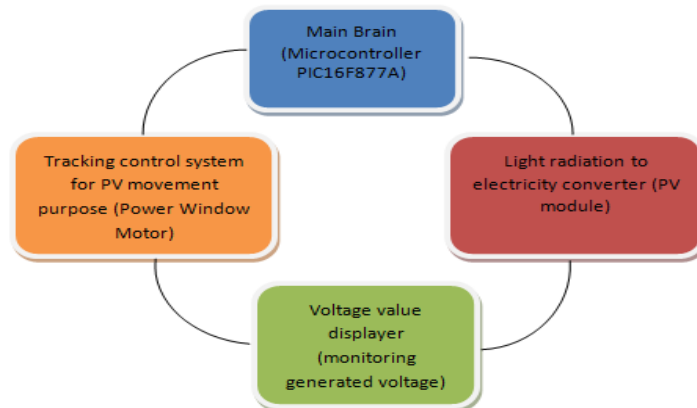 Main Brain
(Microcontroller
PIC16F877A)
Tracking control system
for PV movement
purpose (Power Window
Motor)
Light radiation to
electricity converter (PV
module)
Voltage value
displayer
(monitoring
generated voltage)